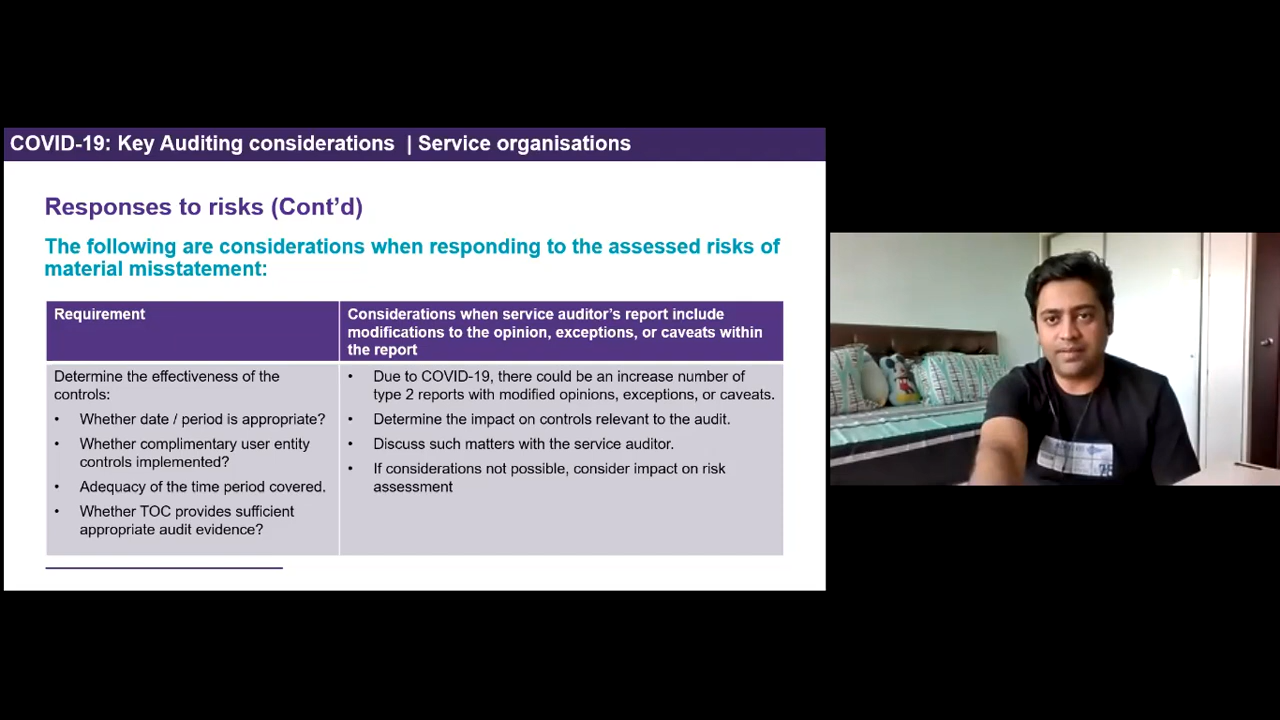 COVID-19: Key Auditing considerations | Service organisations
Responses to risks (Cont’d)
The following are considerations when responding to the assessed risks of
material misstatement:
Requirement
Considerations when service auditor’s report include
modifications to the opinion, exceptions, or caveats within
the report
Determine the effectiveness of the
controls:
• Whether date / period is appropriate?
• Whether complimentary user entity
controls implemented?
• Adequacy of the time period covered.
• Whether TOC provides sufficient
appropriate audit evidence?
• Due to COVID-19, there could be an increase number of
type 2 reports with modified opinions, exceptions, or caveats.
• Determine the impact on controls relevant to the audit.
• Discuss such matters with the service auditor.
• If considerations not possible, consider impact on risk
assessment